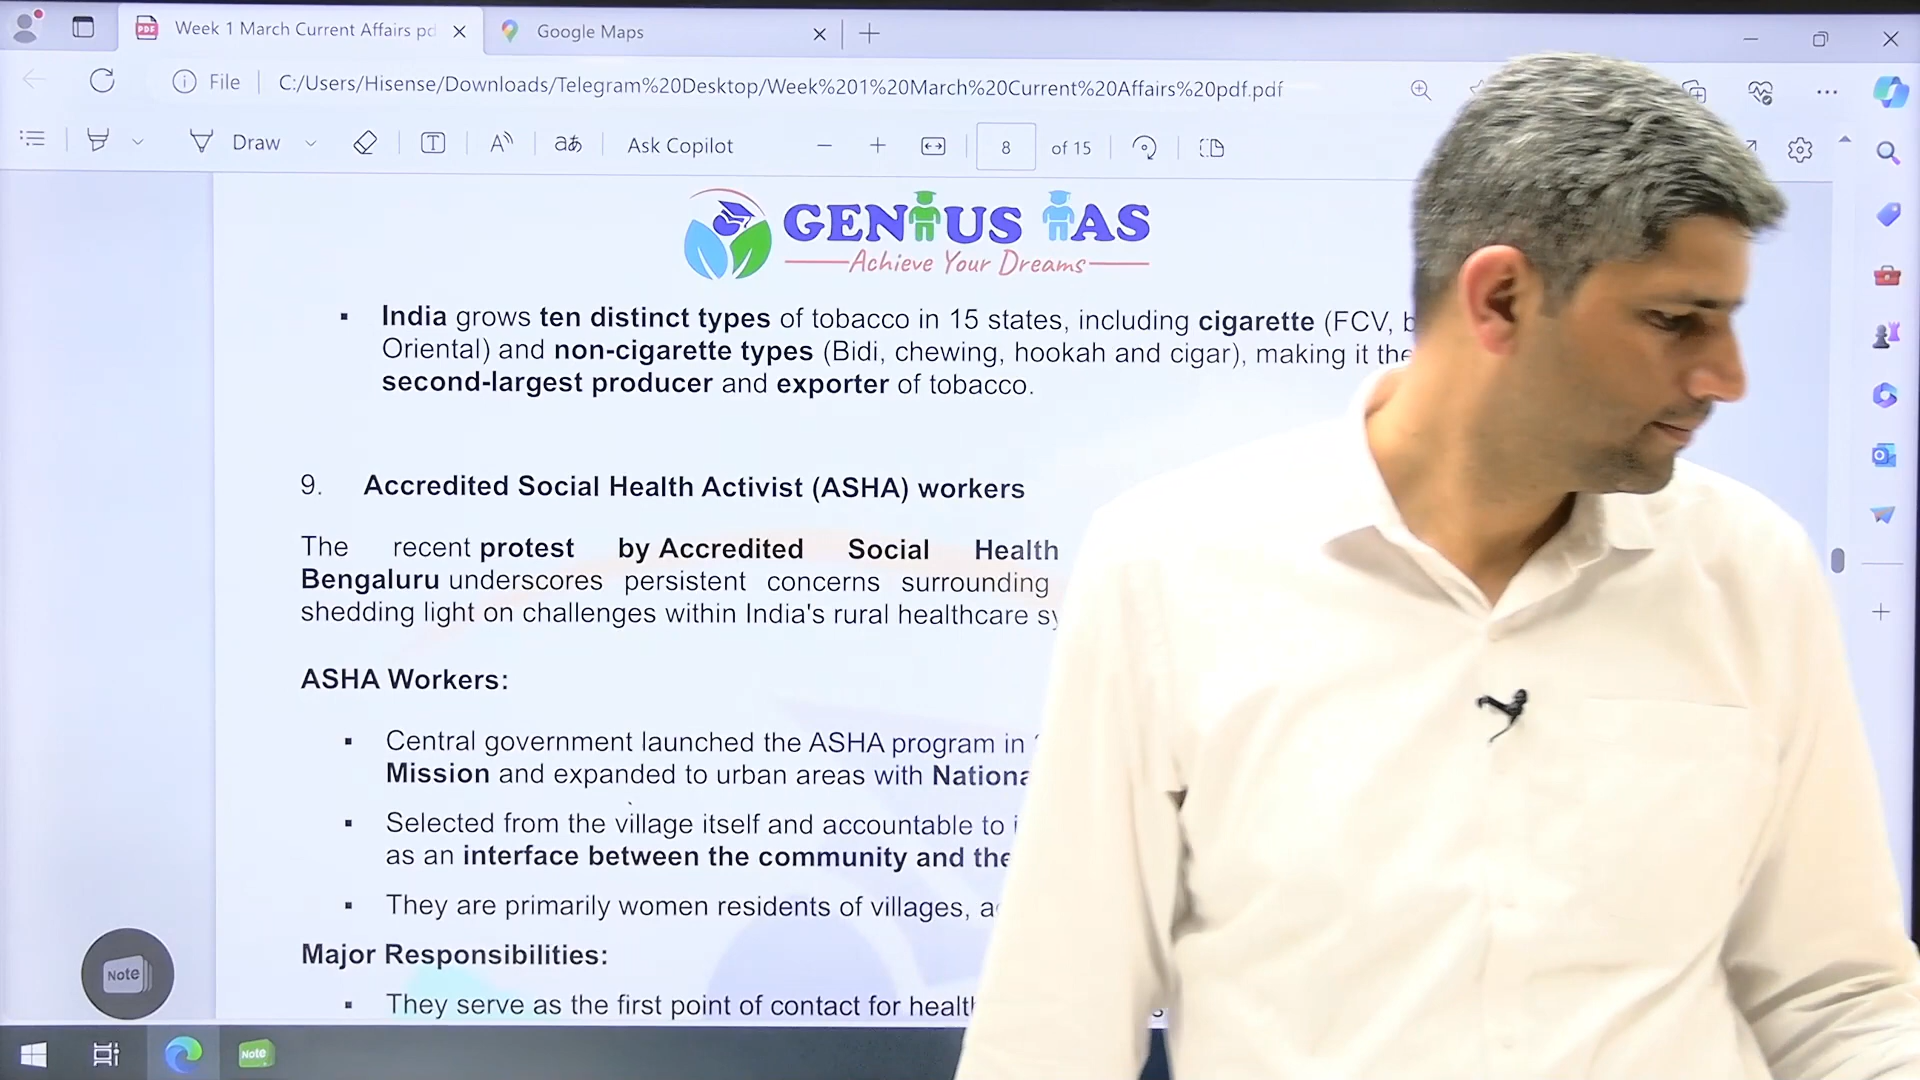 Week 1 March Current Affairs
Google Maps
File
C:/Users/Hisense/Downloads/Telegram%20Desktop/Week%201%20March%20Current%20Affairs%20pdf.pdf
Draw
Ask Copilot
8 of 15
GENIUS IAS
Achieve Your Dreams
▪ India grows ten distinct types of tobacco in 15 states, including cigarette (FCV,
Oriental) and non-cigarette types (Bidi, chewing, hookah and cigar), making it the
second-largest producer and exporter of tobacco.
9. Accredited Social Health Activist (ASHA) workers
The recent protest by Accredited Social Health
Bengaluru underscores persistent concerns surrounding
shedding light on challenges within India's rural healthcare
ASHA Workers:
▪ Central government launched the ASHA program in
Mission and expanded to urban areas with
▪ Selected from the village itself and accountable to
as an interface between the community and the
▪ They are primarily women residents of villages,
Major Responsibilities:
▪ They serve as the first point of contact for
Note
Note